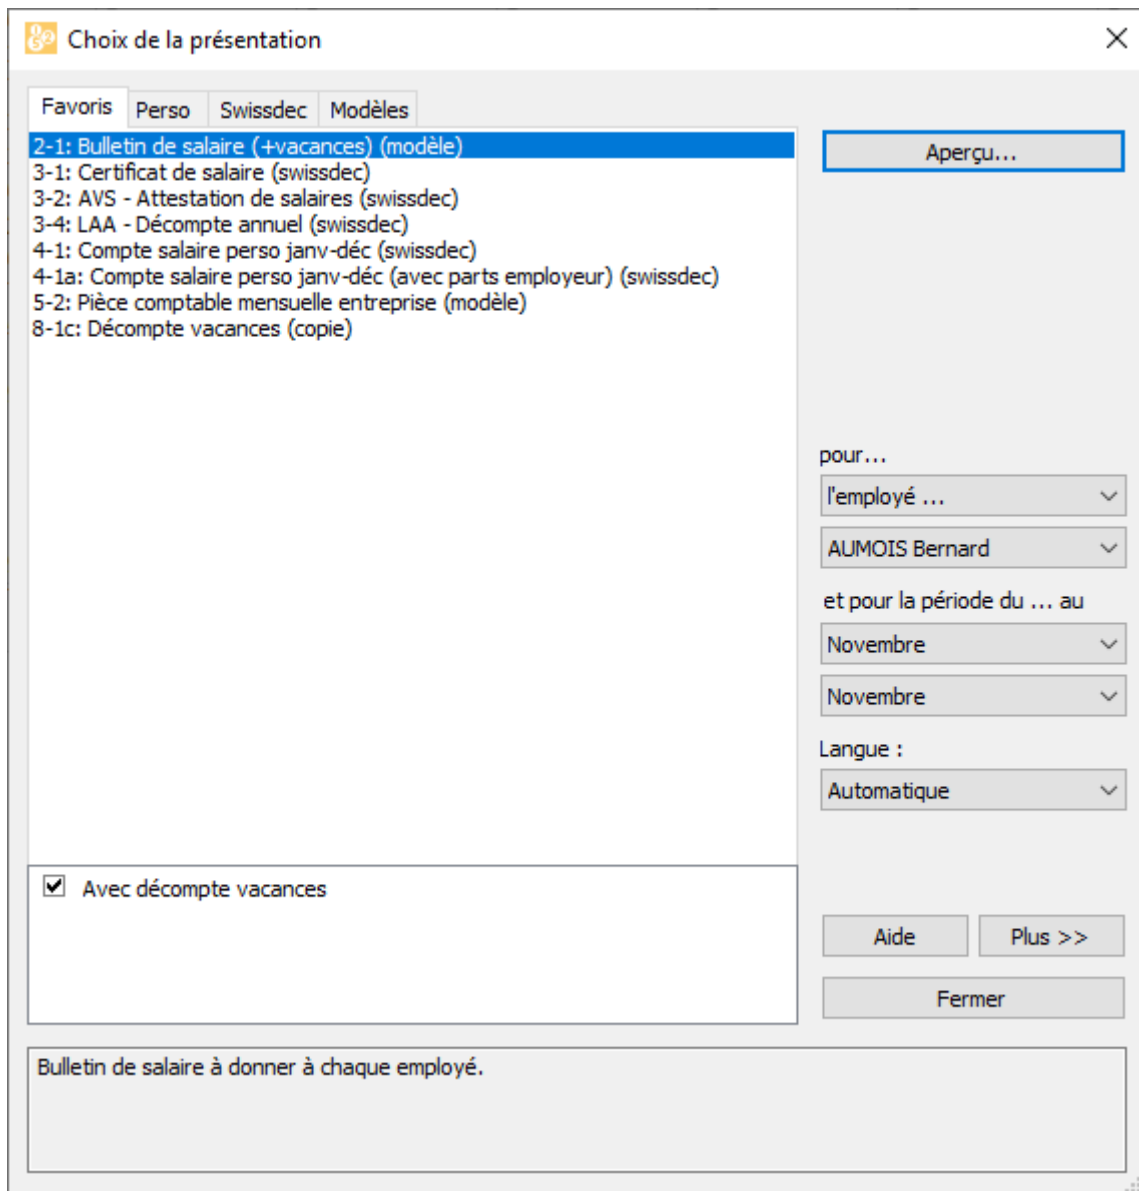 Choix de la présentation
Favoris Perso Swissdec Modèles
2-1: Bulletin de salaire (+vacances) (modèle)
3-1: Certificat de salaire (swissdec)
3-2: AVS - Attestation de salaires (swissdec)
3-4: LAA - Décompte annuel (swissdec)
4-1: Compte salaire perso janv-déc (swissdec)
4-1a: Compte salaire perso janv-déc (avec parts employeur) (swissdec)
5-2: Pièce comptable mensuelle entreprise (modèle)
8-1c: Décompte vacances (copie)
Aperçu...
pour...
l'employé ...
AUMOIS Bernard
et pour la période du ... au
Novembre
Novembre
Langue :
Automatique
Avec décompte vacances
Aide Plus >>
Fermer
Bulletin de salaire à donner à chaque employé.